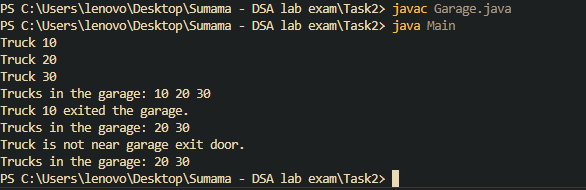 PS C:\Users\lenovo\Desktop\Sumama - DSA lab exam\Task2> javac Garage.java
PS C:\Users\lenovo\Desktop\Sumama - DSA lab exam\Task2> java Main
Truck 10
Truck 20
Truck 30
Trucks in the garage: 10 20 30
Truck 10 exited the garage.
Trucks in the garage: 20 30
Truck is not near garage exit door.
Trucks in the garage: 20 30
PS C:\Users\lenovo\Desktop\Sumama - DSA lab exam\Task2>